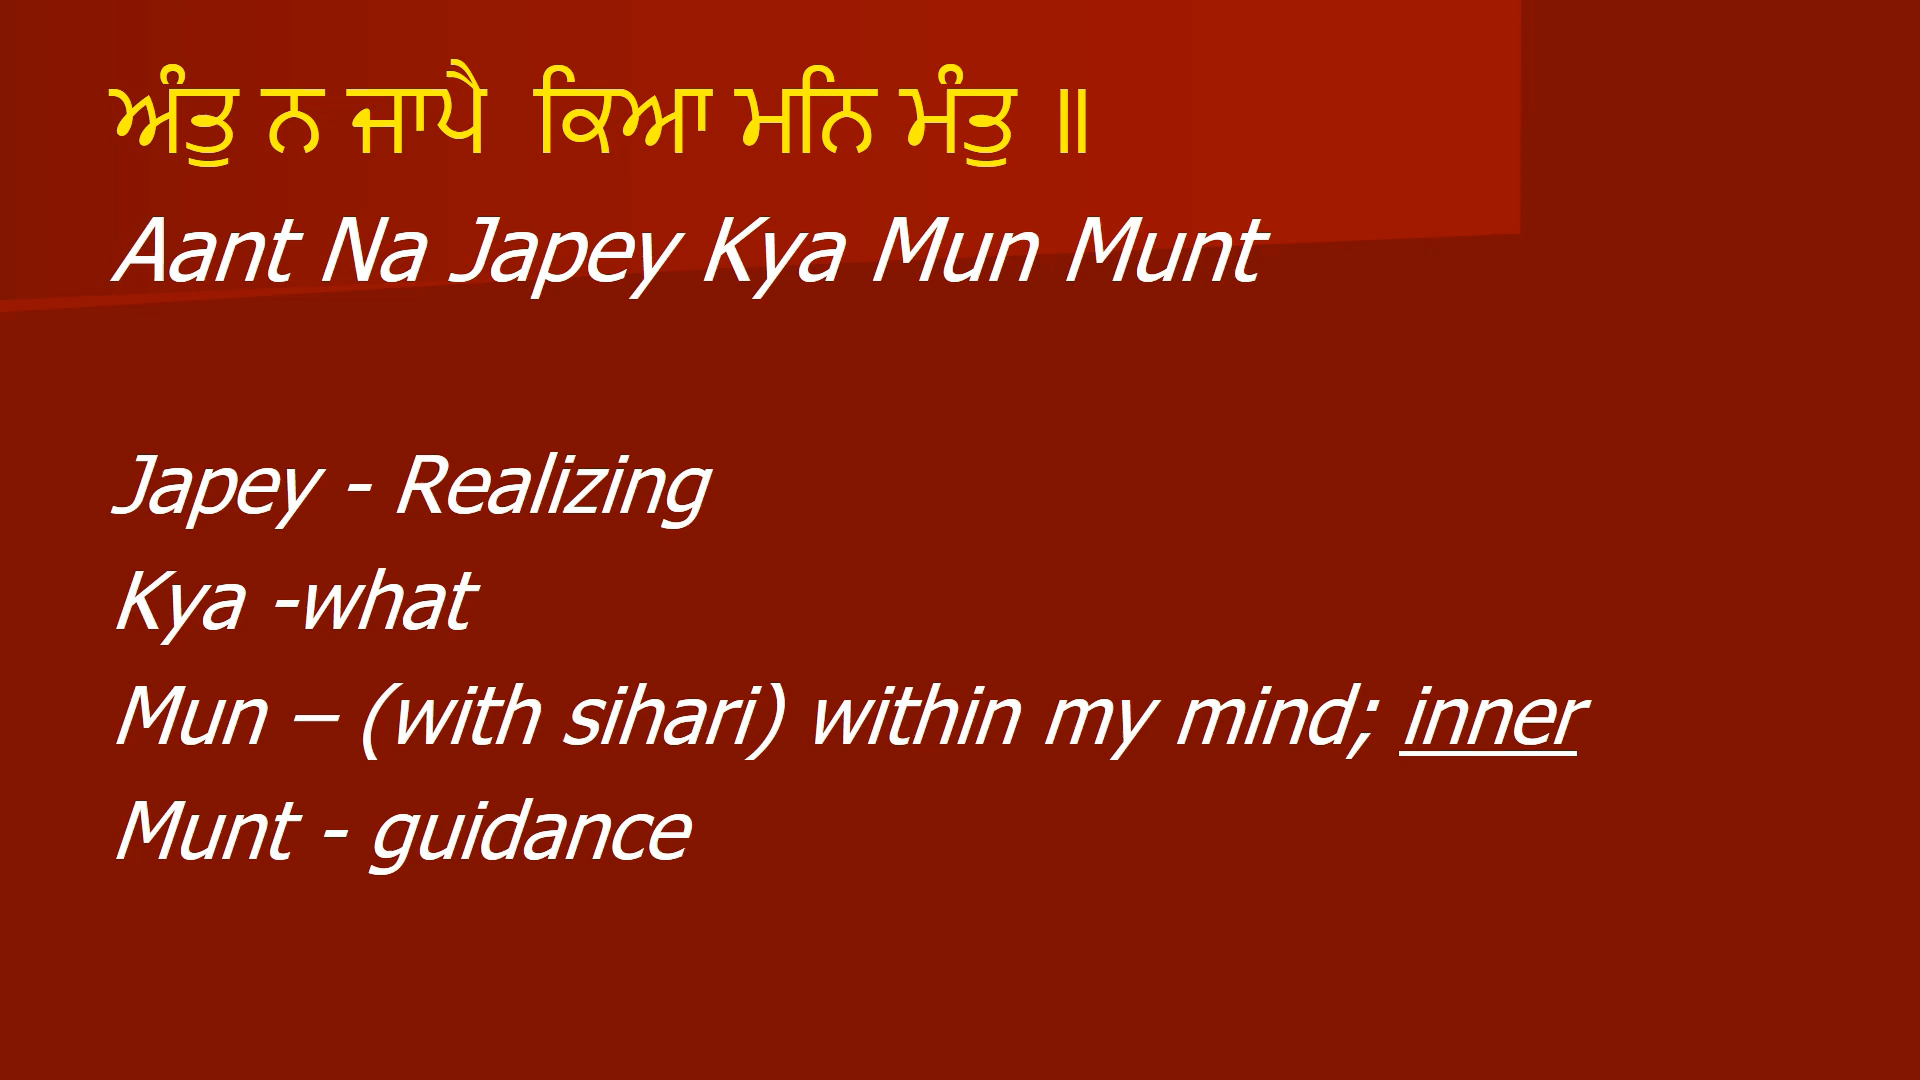 ਅੰਤੁ ਨ ਜਾਪੈ ਕਿਆ ਮਨਿ ਮੰਤੁ ॥
Aant Na Japey Kya Mun Munt
Japey - Realizing
Kya -what
Mun – (with sihari) within my mind; inner
Munt - guidance